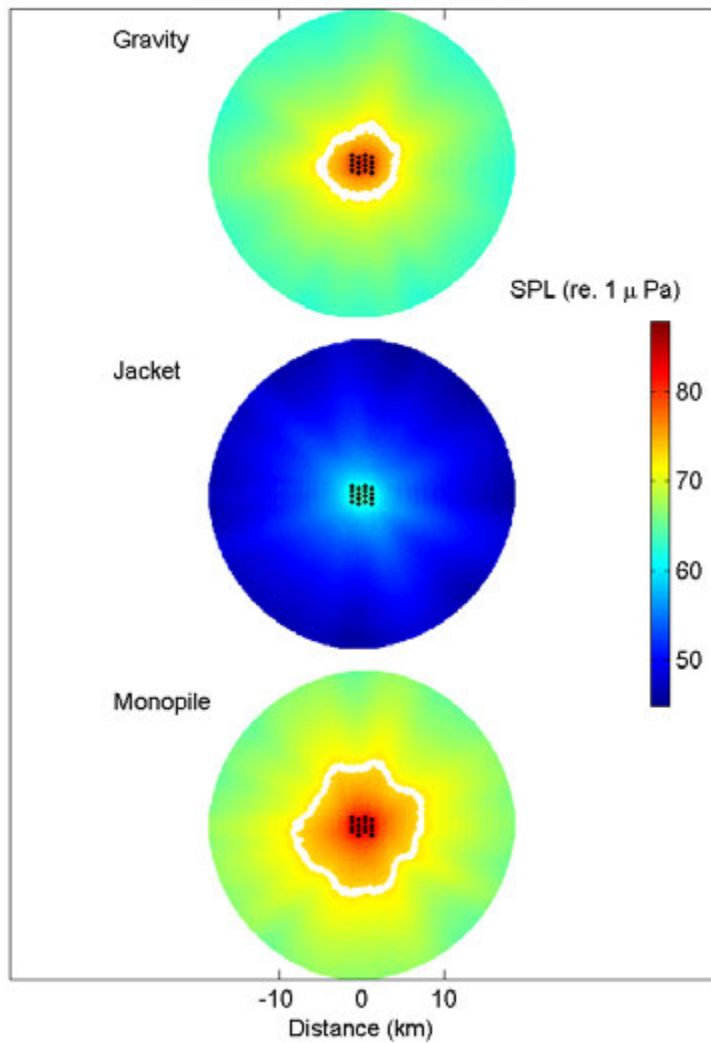 Gravity
SPL (re. 1 μ Pa)
Jacket
80
70
60
50
Monopile
-10 0 10
Distance (km)